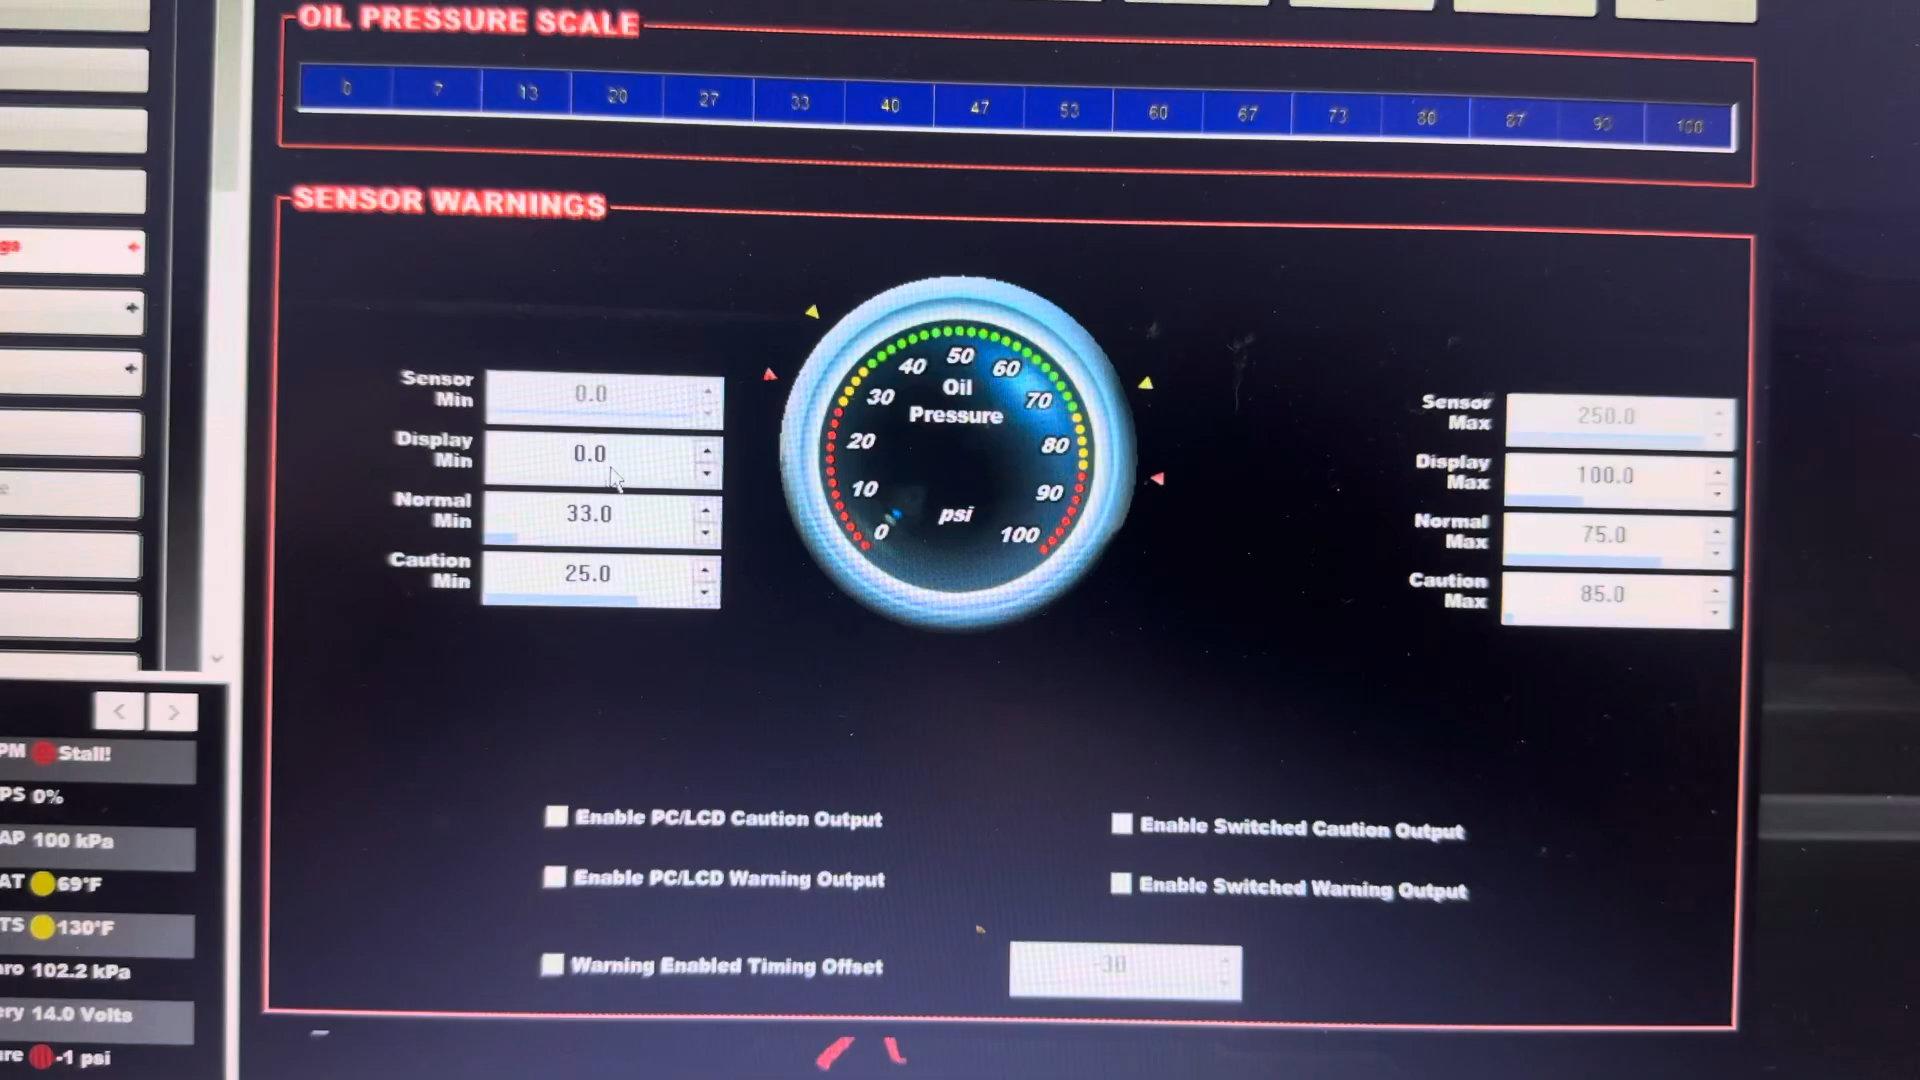 OIL PRESSURE SCALE
0 7 13 20 27 33 40 47 53 60 67 73 80 87 93 100
SENSOR WARNINGS
Sensor Min 0.0
Display Min 0.0
Normal Min 33.0
Caution Min 25.0
0 10 20 30 40 50 60 70 80 90 100
Oil Pressure
psi
Sensor Max 250.0
Display Max 100.0
Normal Max 75.0
Caution Max 85.0
Enable PC/LCD Caution Output
Enable Switched Caution Output
Enable PC/LCD Warning Output
Enable Switched Warning Output
Warning Enabled Timing Offset -30
gs
PM Stall!
PS 0%
AP 100 kPa
AT 69°F
TS 130°F
aro 102.2 kPa
ery 14.0 Volts
ure -1 psi